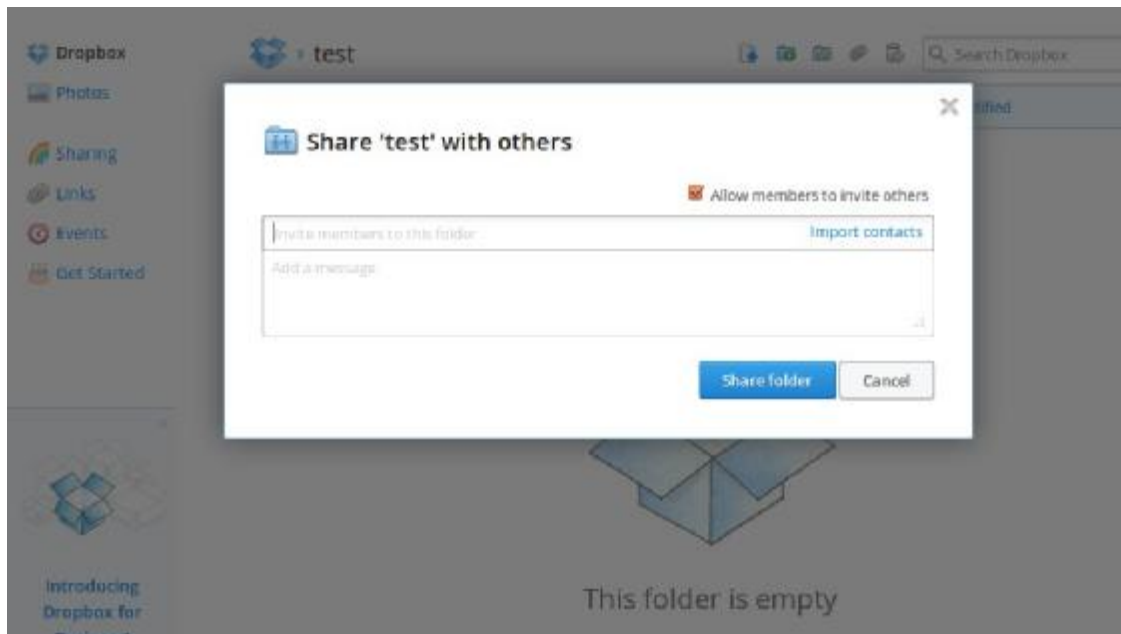 Dropbox
test
Search Dropbox
Photos
Sharing
Links
Events
Get Started
Share 'test' with others
Allow members to invite others
Invite members to this folder
Import contacts
Add a message
Share folder
Cancel
This folder is empty
Introducing
Dropbox for